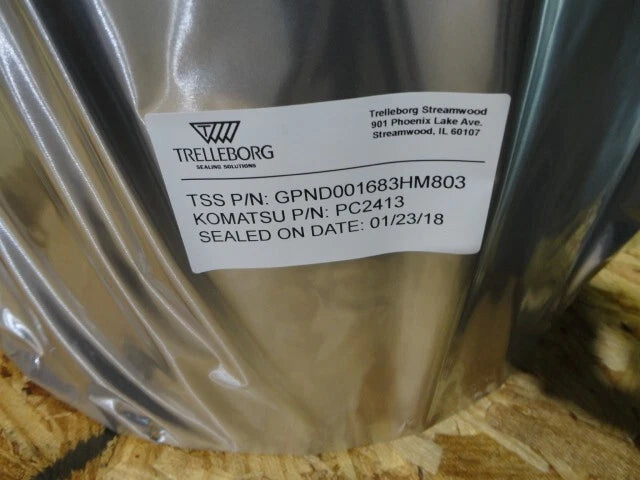 TRELLEBORG
SEALING SOLUTIONS
Trelleborg Streamwood
901 Phoenix Lake Ave.
Streamwood, IL 60107
TSS P/N: GPND001683HM803
KOMATSU P/N: PC2413
SEALED ON DATE: 01/23/18